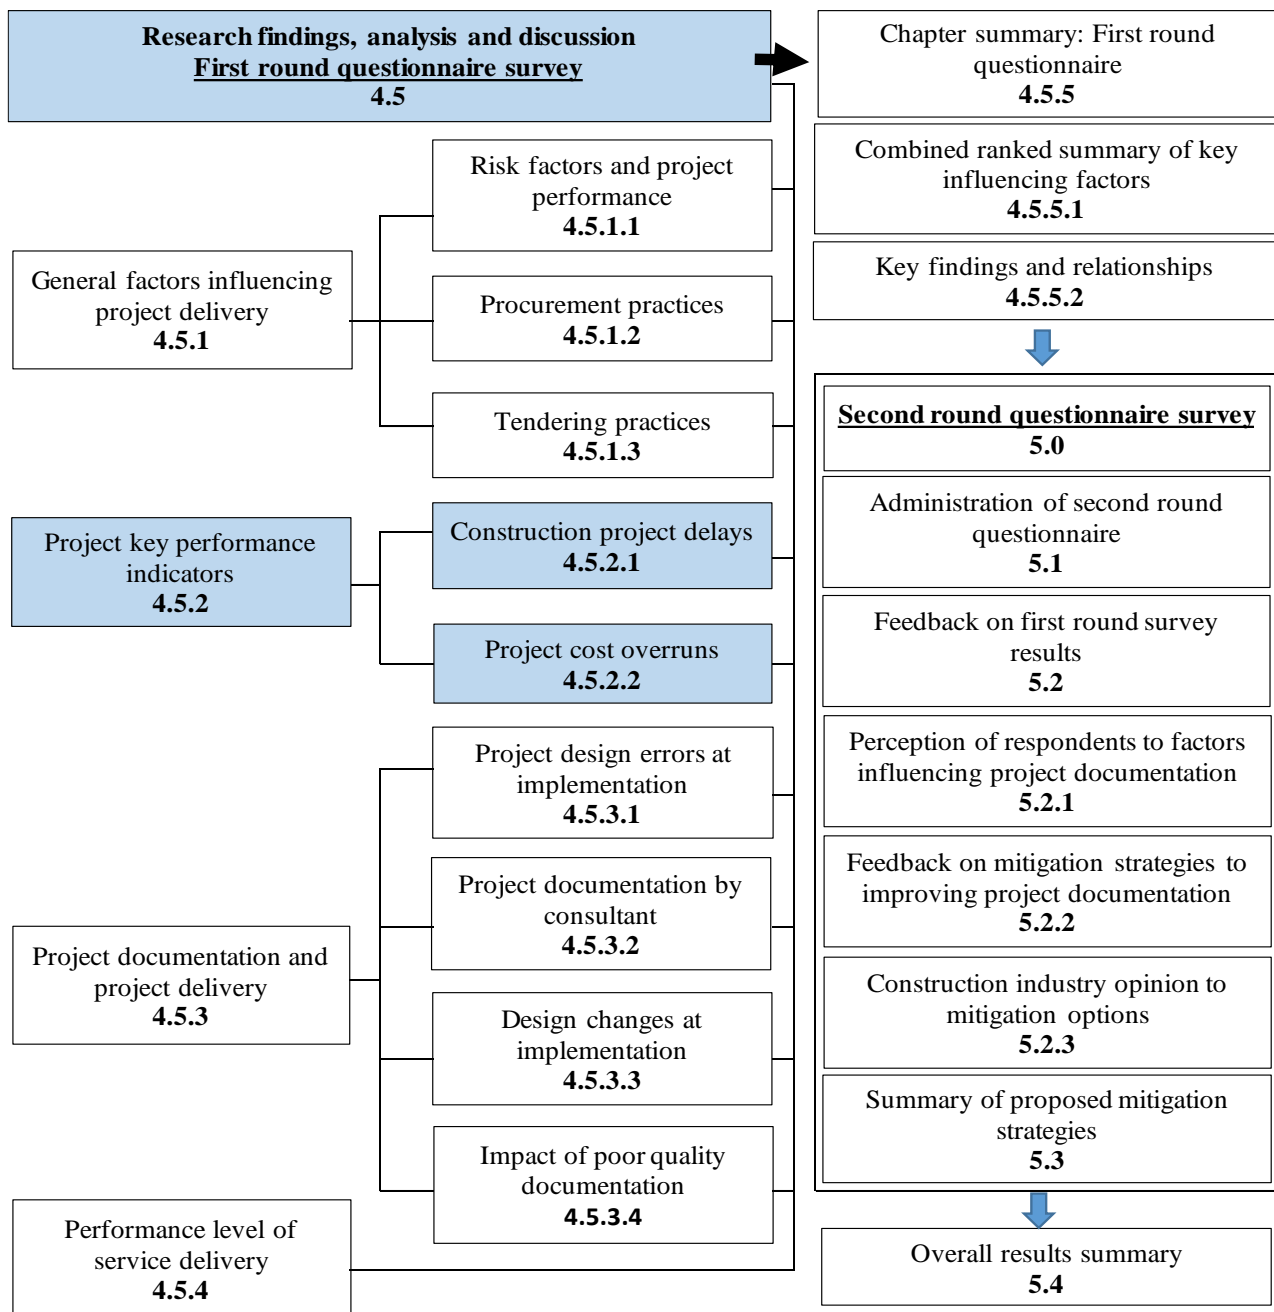 Research findings, analysis and discussion
First round questionnaire survey
4.5
General factors influencing
project delivery
4.5.1
Risk factors and project
performance
4.5.1.1
Procurement practices
4.5.1.2
Tendering practices
4.5.1.3
Project key performance
indicators
4.5.2
Construction project delays
4.5.2.1
Project cost overruns
4.5.2.2
Project documentation and
project delivery
4.5.3
Project design errors at
implementation
4.5.3.1
Project documentation by
consultant
4.5.3.2
Design changes at
implementation
4.5.3.3
Impact of poor quality
documentation
4.5.3.4
Performance level of
service delivery
4.5.4
Chapter summary: First round
questionnaire
4.5.5
Combined ranked summary of key
influencing factors
4.5.5.1
Key findings and relationships
4.5.5.2
Second round questionnaire survey
5.0
Administration of second round
questionnaire
5.1
Feedback on first round survey
results
5.2
Perception of respondents to factors
influencing project documentation
5.2.1
Feedback on mitigation strategies to
improving project documentation
5.2.2
Construction industry opinion to
mitigation options
5.2.3
Summary of proposed mitigation
strategies
5.3
Overall results summary
5.4